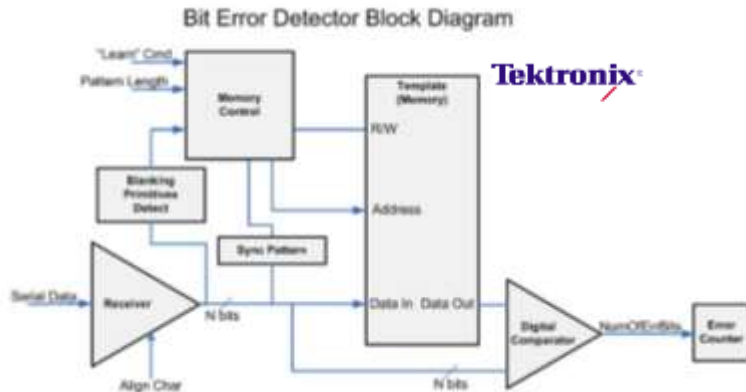 Bit Error Detector Block Diagram
"Learn" Cmd
Pattern Length
Memory
Control
Template
(Memory)
Tektronix
R/W
Blanking
Primitives
Detect
Address
Sync Pattern
Serial Data
Receiver
N bits
Data In Data Out
Digital
Comparator
NumOfErrBits
Error
Counter
Align Char
N bits